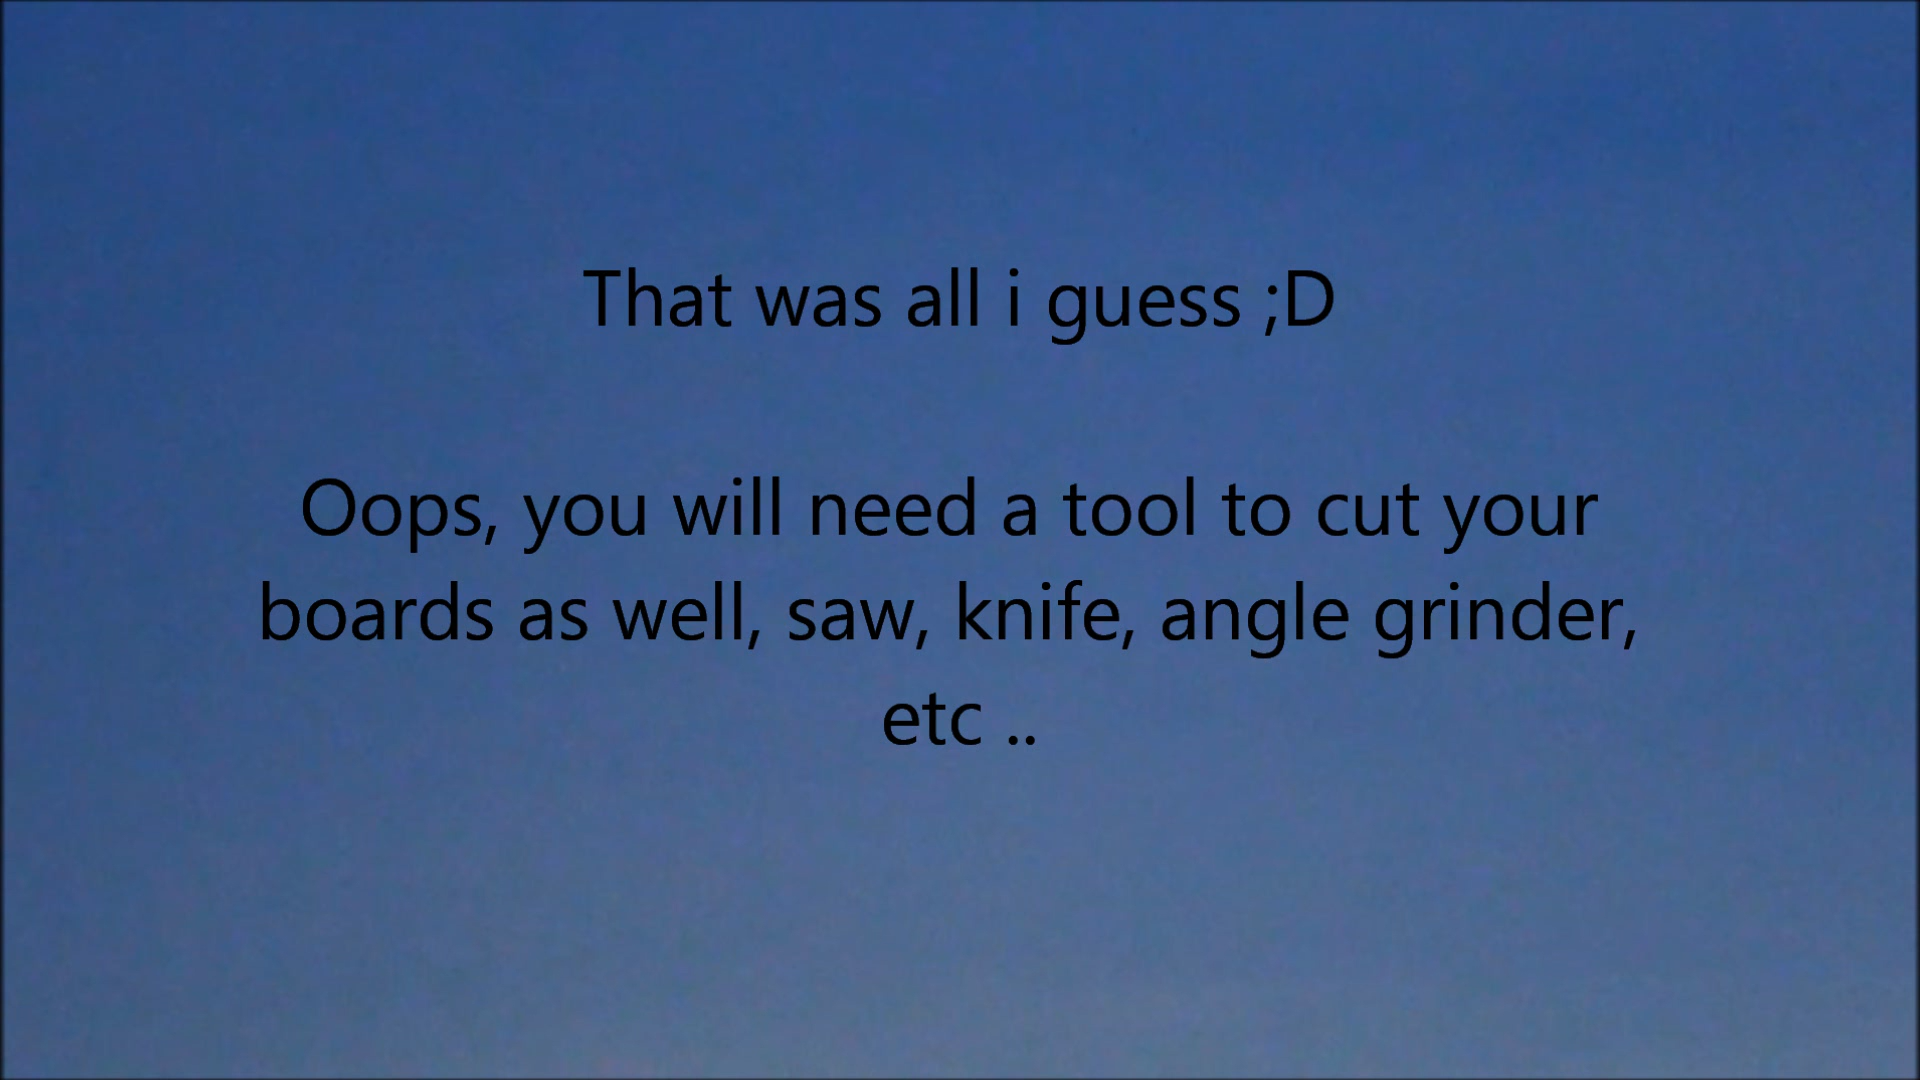 That was all i guess ;D
Oops, you will need a tool to cut your
boards as well, saw, knife, angle grinder,
etc ..